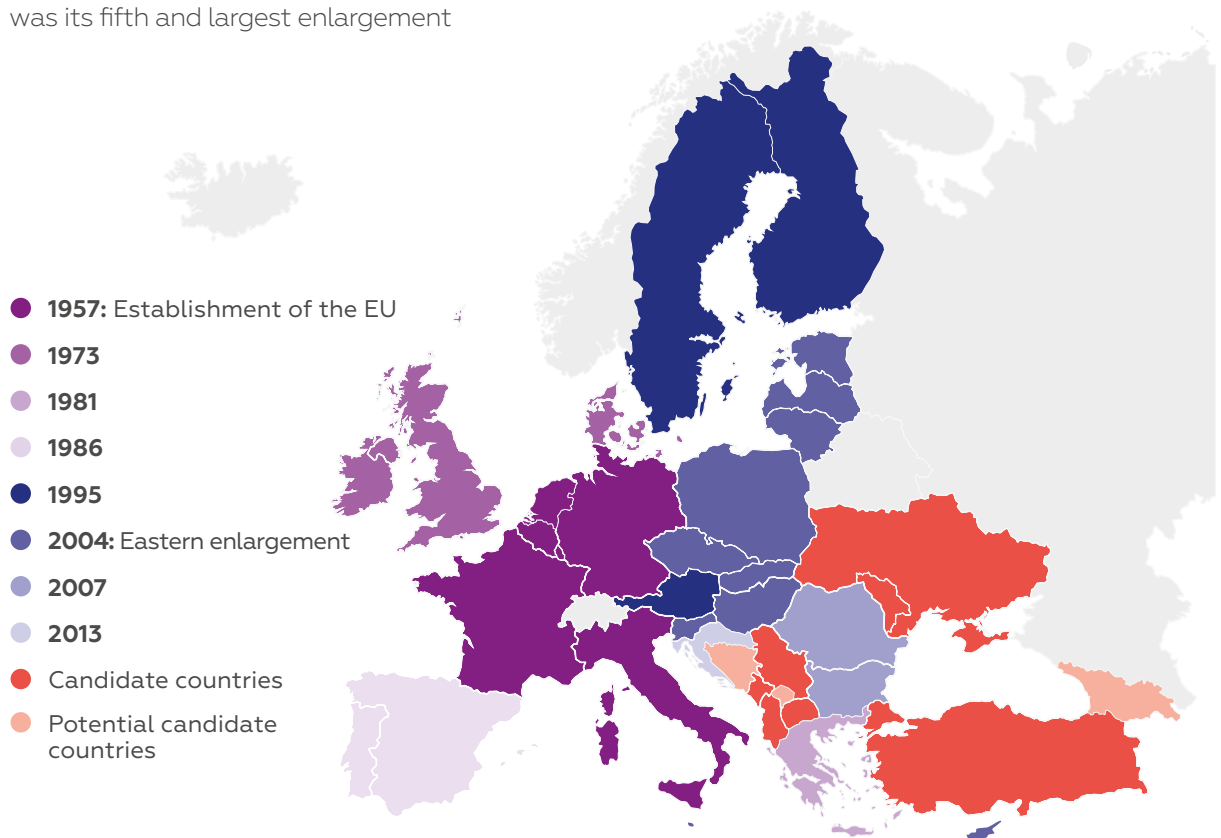 was its fifth and largest enlargement
1957: Establishment of the EU
1973
1981
1986
1995
2004: Eastern enlargement
2007
2013
Candidate countries
Potential candidate
countries